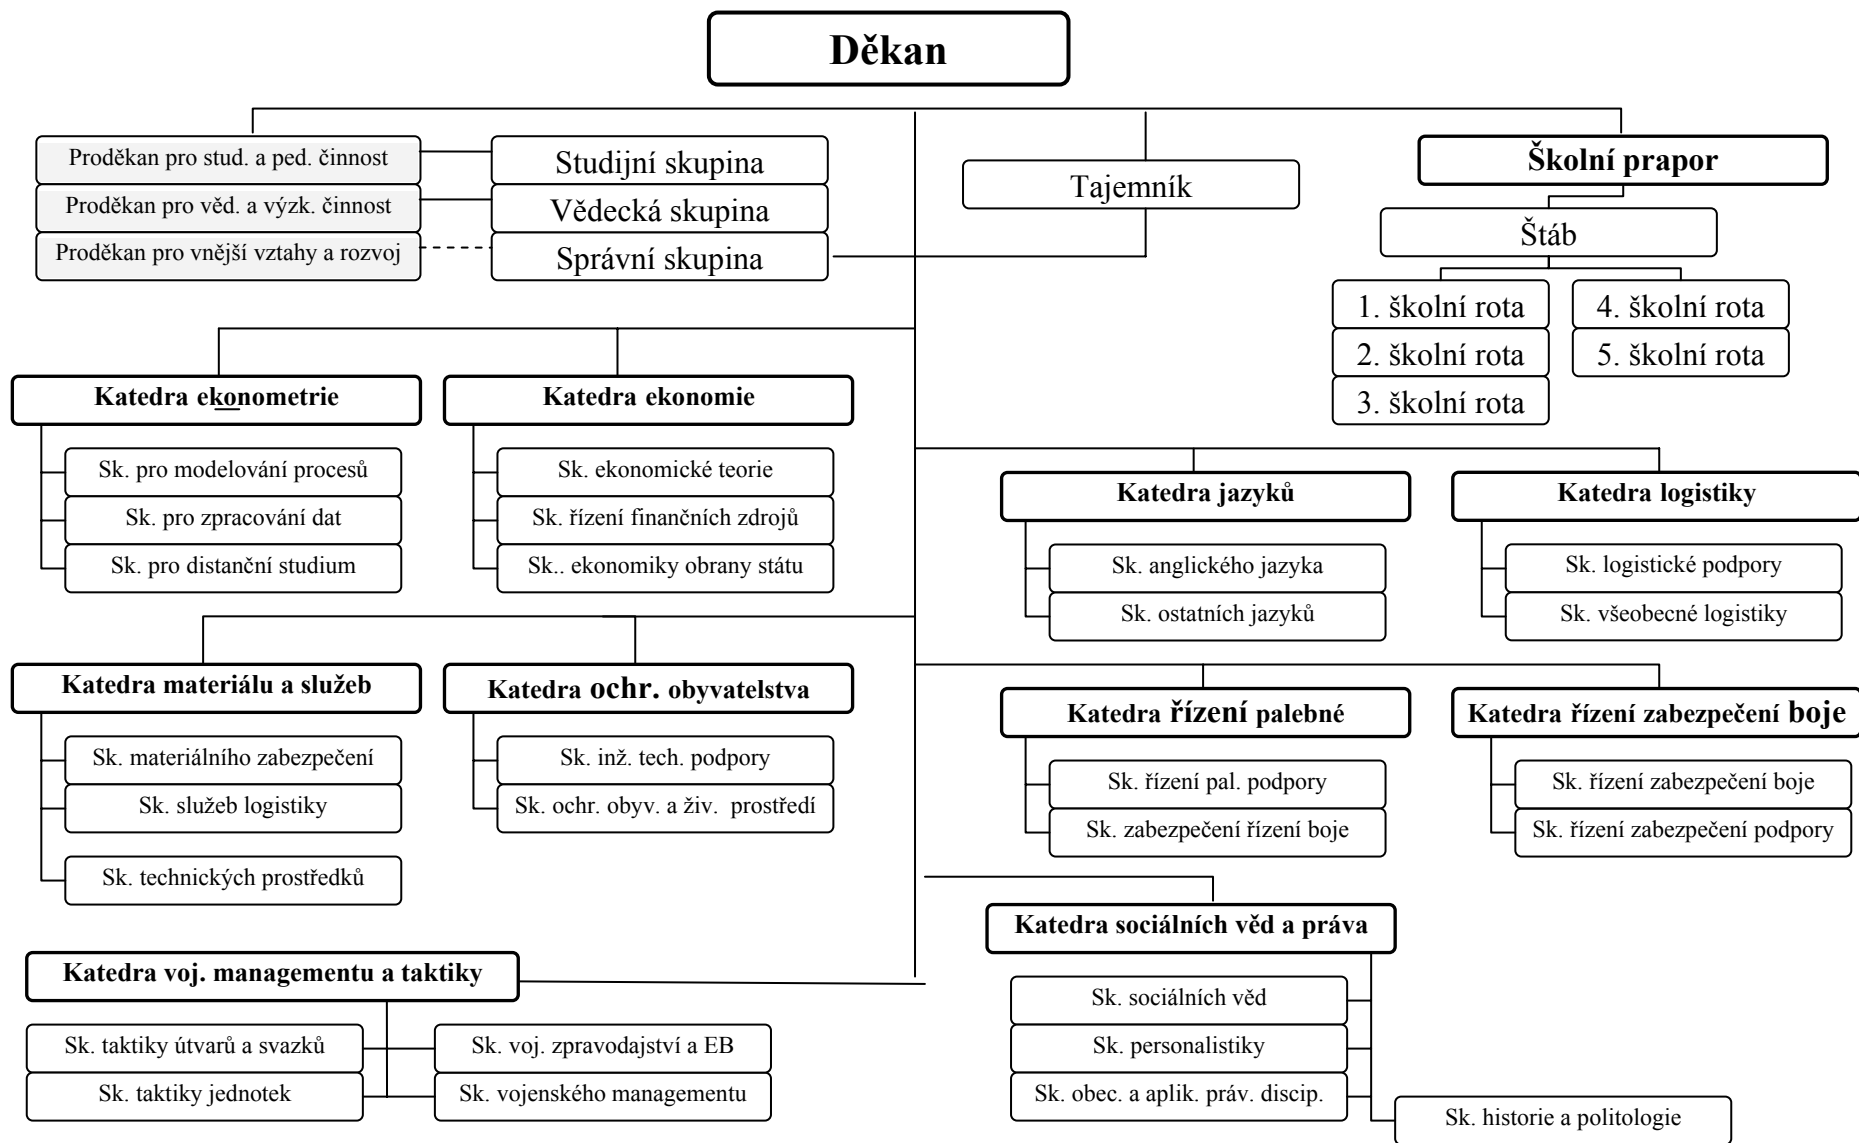 Děkan
Proděkan pro stud. a ped. činnost
Studijní skupina
Proděkan pro věd. a výzk. činnost
Vědecká skupina
Proděkan pro vnější vztahy a rozvoj
Správní skupina
Tajemník
Školní prapor
Štáb
1. školní rota
4. školní rota
2. školní rota
5. školní rota
3. školní rota
Katedra ekonometrie
Sk. pro modelování procesů
Sk. pro zpracování dat
Sk. pro distanční studium
Katedra ekonomie
Sk. ekonomické teorie
Sk. řízení finančních zdrojů
Sk.. ekonomiky obrany státu
Katedra jazyků
Sk. anglického jazyka
Sk. ostatních jazyků
Katedra logistiky
Sk. logistické podpory
Sk. všeobecné logistiky
Katedra materiálu a služeb
Sk. materiálního zabezpečení
Sk. služeb logistiky
Sk. technických prostředků
Katedra ochr. obyvatelstva
Sk. inž. tech. podpory
Sk. ochr. obyv. a živ. prostředí
Katedra řízení palebné
Sk. řízení pal. podpory
Sk. zabezpečení řízení boje
Katedra řízení zabezpečení boje
Sk. řízení zabezpečení boje
Sk. řízení zabezpečení podpory
Katedra voj. managementu a taktiky
Sk. taktiky útvarů a svazků
Sk. voj. zpravodajství a EB
Sk. taktiky jednotek
Sk. vojenského managementu
Katedra sociálních věd a práva
Sk. sociálních věd
Sk. personalistiky
Sk. obec. a aplik. práv. discip.
Sk. historie a politologie